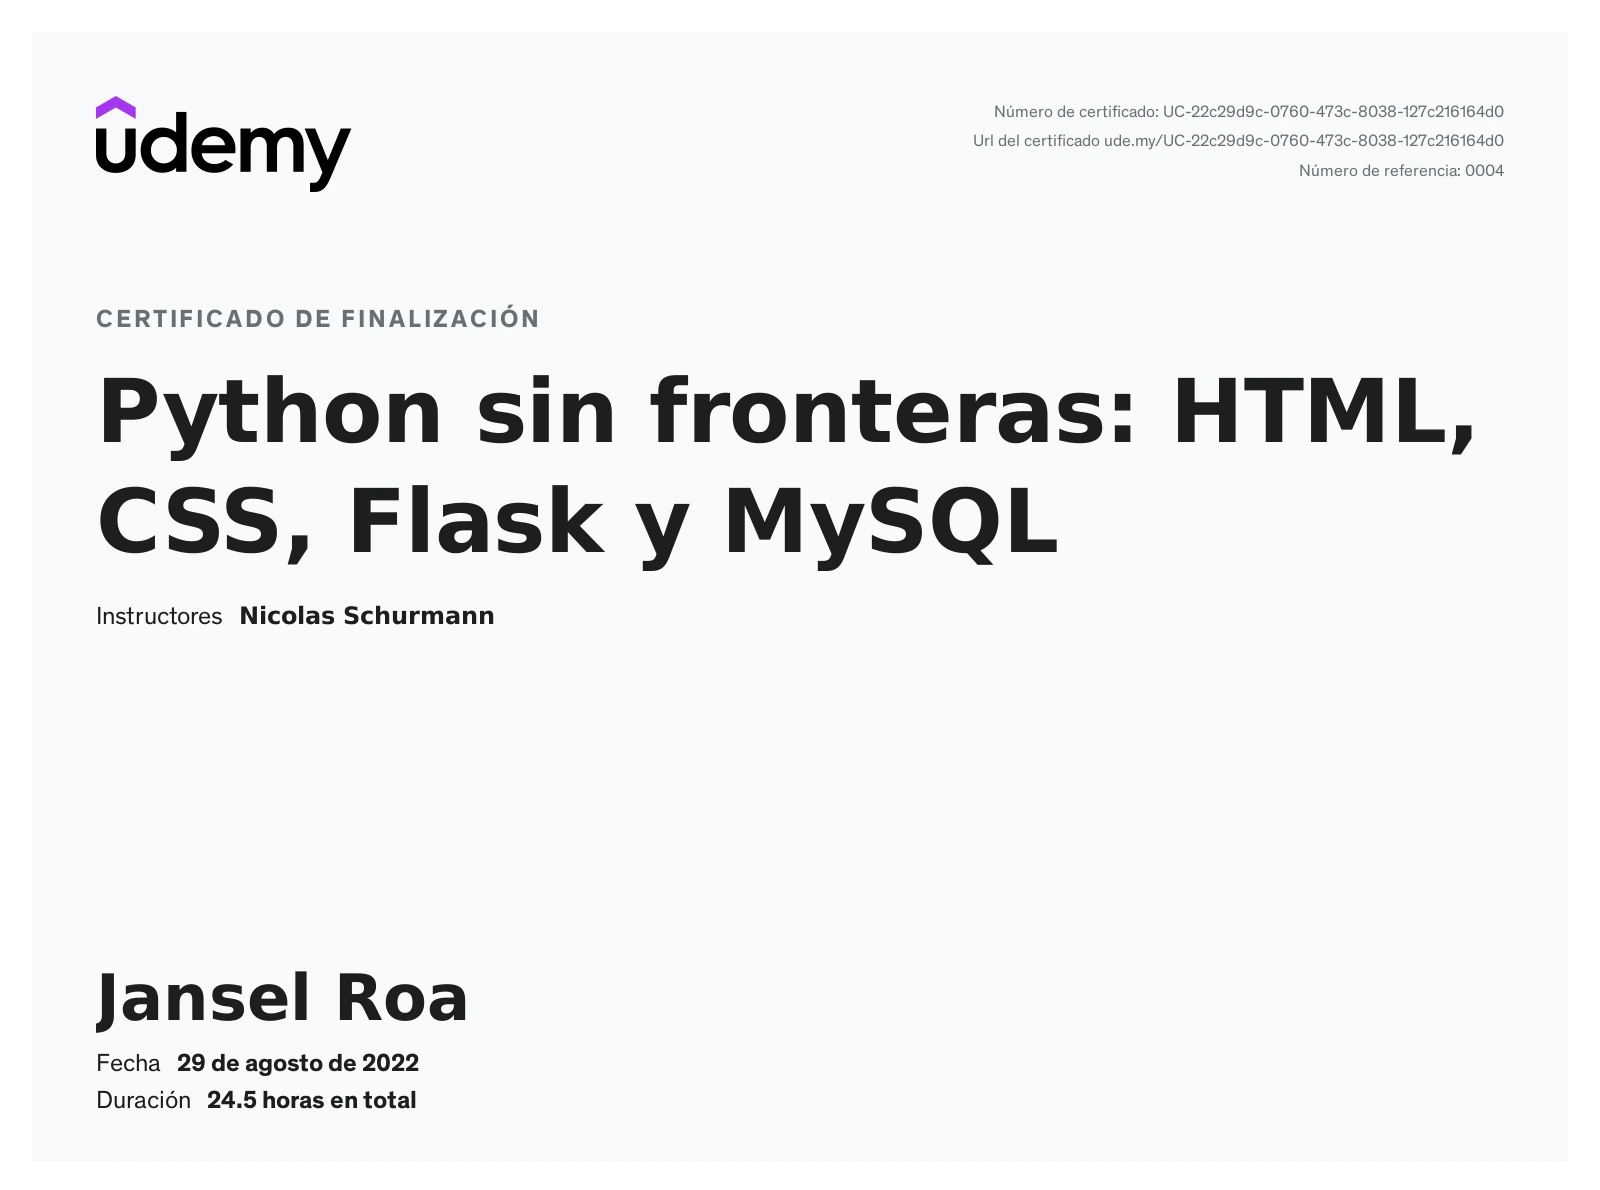 udemy
Número de certificado: UC-22c29d9c-0760-473c-8038-127c216164d0
Url del certificado ude.my/UC-22c29d9c-0760-473c-8038-127c216164d0
Número de referencia: 0004
CERTIFICADO DE FINALIZACIÓN
Python sin fronteras: HTML,
CSS, Flask y MySQL
Instructores Nicolas Schurmann
Jansel Roa
Fecha 29 de agosto de 2022
Duración 24.5 horas en total